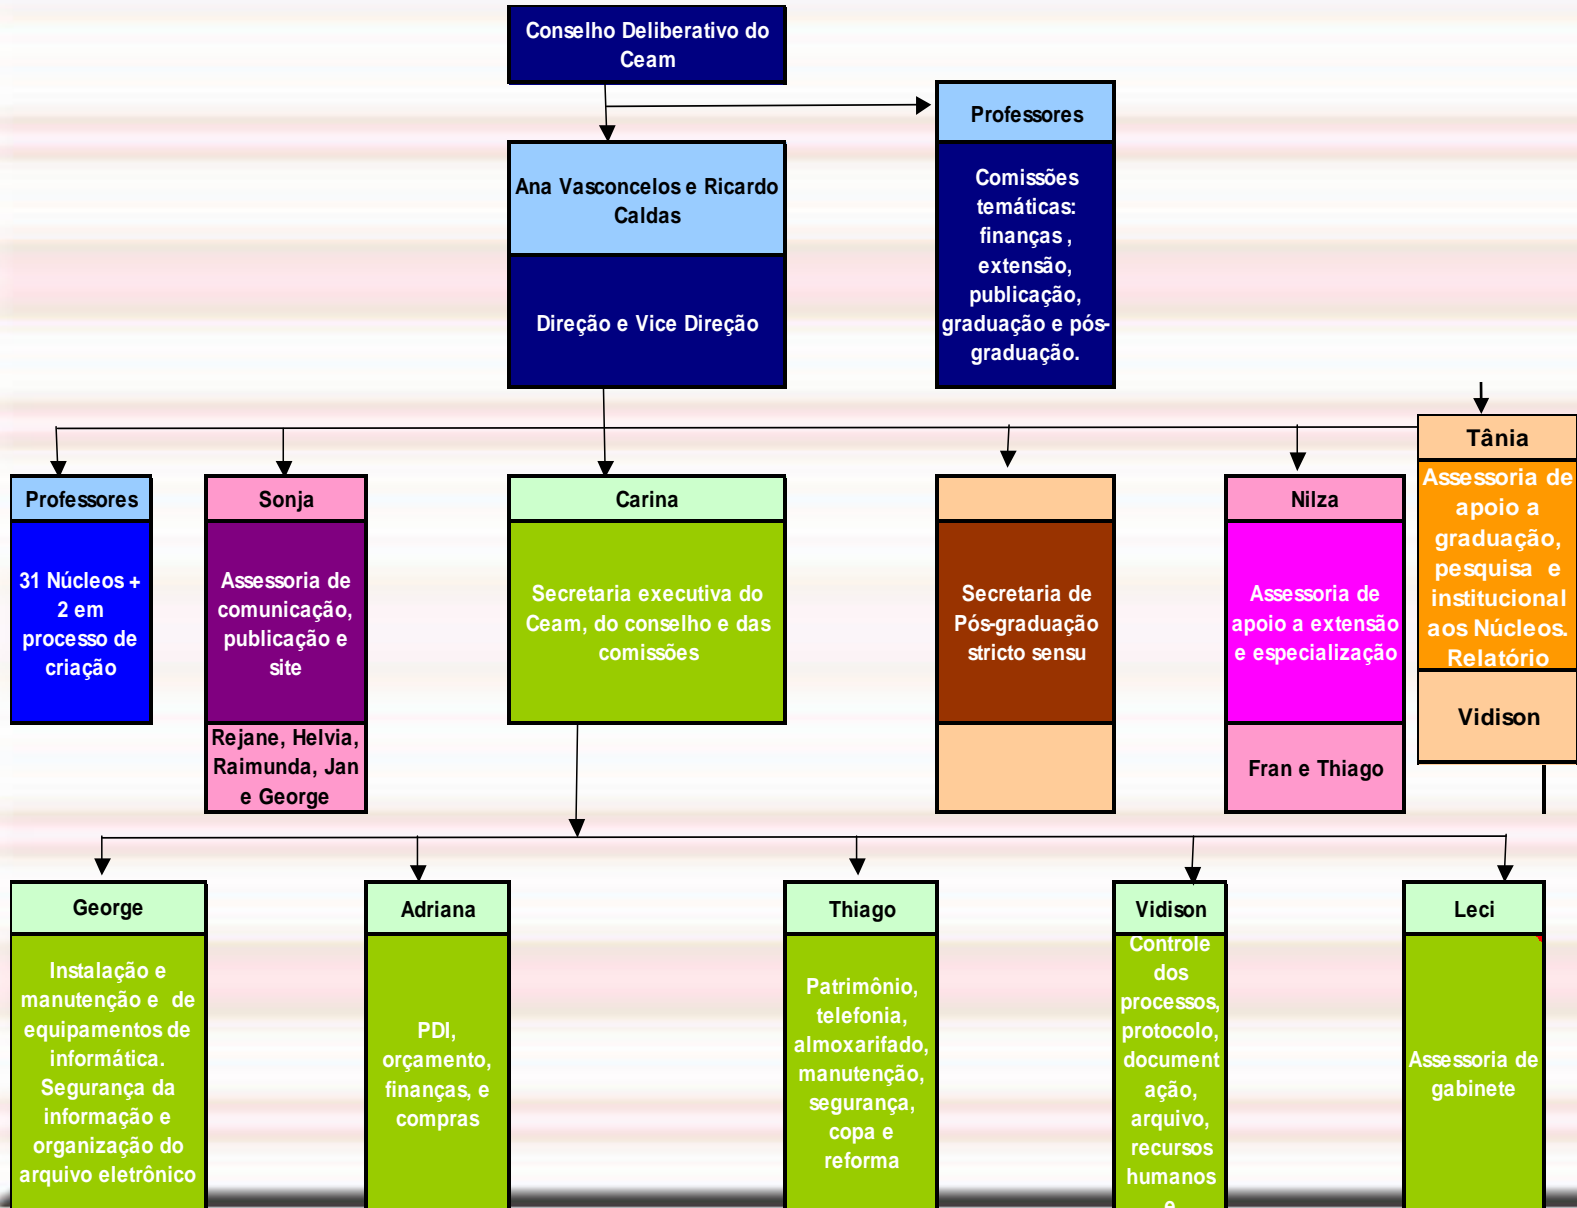 Conselho Deliberativo do
Ceam
Professores
Comissões
temáticas:
finanças ,
extensão,
publicação,
graduação e pós-
graduação.
Ana Vasconcelos e Ricardo
Caldas
Direção e Vice Direção
Professores
31 Núcleos +
2 em
processo de
criação
Sonja
Assessoria de
comunicação,
publicação e
site
Rejane, Helvia,
Raimunda, Jan
e George
Carina
Secretaria executiva do
Ceam, do conselho e das
comissões
Secretaria de
Pós-graduação
stricto sensu
Nilza
Assessoria de
apoio a extensão
e especialização
Fran e Thiago
Tânia
Assessoria de
apoio a
graduação,
pesquisa e
institucional
aos Núcleos.
Relatório
Vidison
George
Instalação e
manutenção e de
equipamentos de
informática.
Segurança da
informação e
organização do
arquivo eletrônico
Adriana
PDI,
orçamento,
finanças, e
compras
Thiago
Patrimônio,
telefonia,
almoxarifado,
manutenção,
segurança,
copa e
reforma
Vidison
Controle
dos
processos,
protocolo,
document
ação,
arquivo,
recursos
humanos
e
Leci
Assessoria de
gabinete